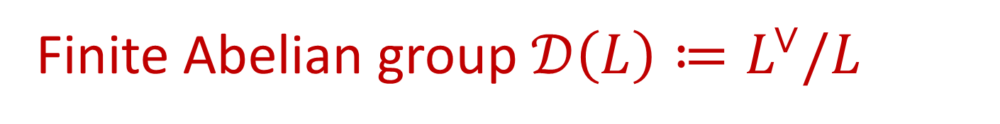 Finite Abelian group 𝒟(𝐿) ≔ 𝐿^∨/𝐿